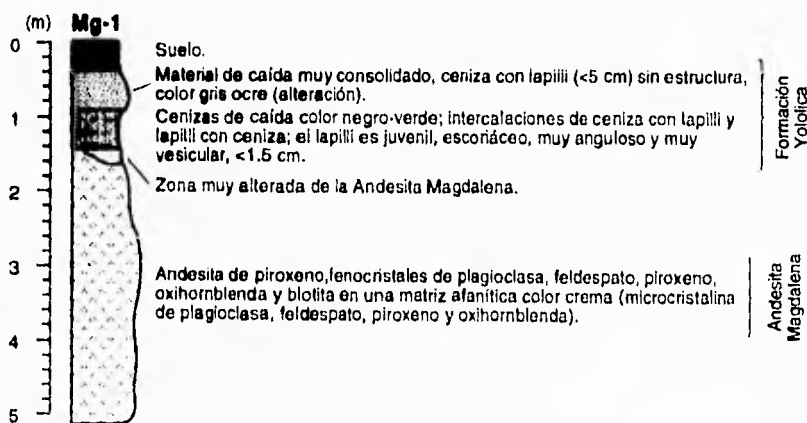 (m) Mg-1
0
Suelo.
Material de caída muy consolidado, ceniza con lapilli (<5 cm) sin estructura,
color gris ocre (alteración).
1
Cenizas de caída color negro-verde; intercalaciones de ceniza con lapilli y
lapilli con ceniza; el lapilli es juvenil, escoriáceo, muy anguloso y muy
vesicular, <1.5 cm.
Formación
Yololica
2
Zona muy alterada de la Andesita Magdalena.
3
Andesita de piroxeno,fenocristales de plagioclasa, feldespato, piroxeno,
oxihornblenda y biotita en una matriz afanítica color crema (microcristalina
de plagioclasa, feldespato, piroxeno y oxihornblenda).
Andesita
Magdalena
4
5